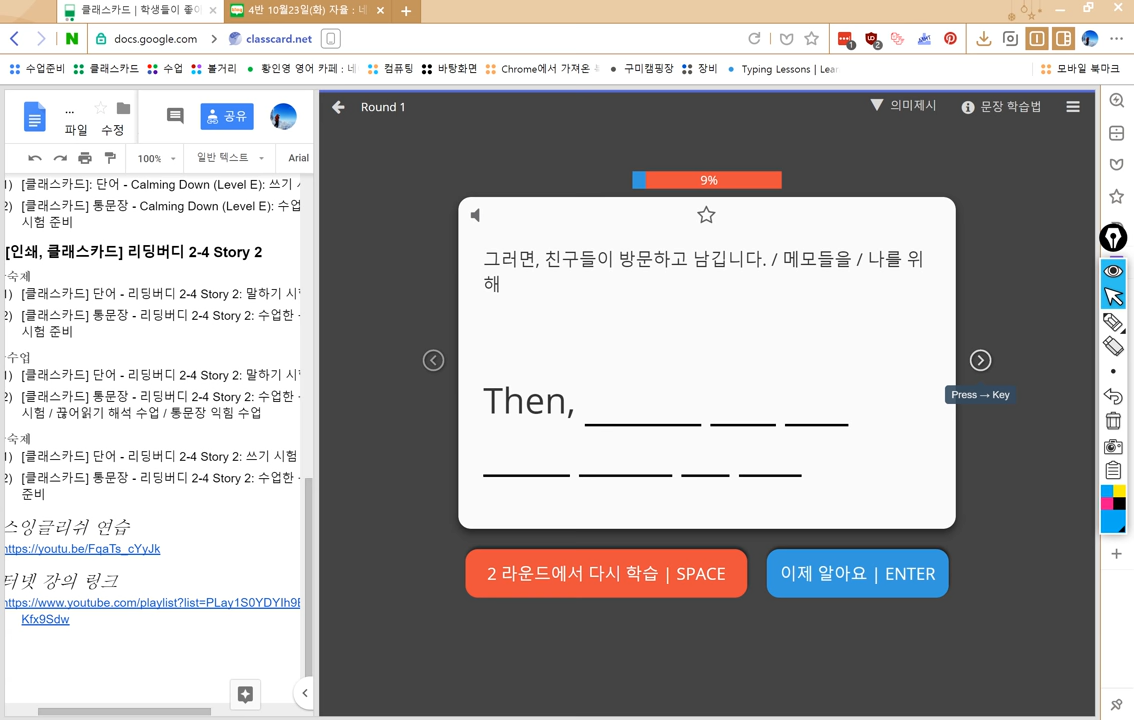 클래스카드 | 학생들이 좋아
4반 10월23일(화) 자율 : 네
docs.google.com > classcard.net
수업준비
클래스카드
수업
볼거리
황인영 영어 카페 : 네
컴퓨팅
바탕화면
Chrome에서 가져온
구미캠핑장
장비
Typing Lessons | Lear
모바일 북마크
...
파일 수정
공유
100%
일반 텍스트
Arial
1) [클래스카드]: 단어 - Calming Down (Level E): 쓰기
2) [클래스카드] 통문장 - Calming Down (Level E): 수업
시험 준비
[인쇄, 클래스카드] 리딩버디 2-4 Story 2
숙제
1) [클래스카드] 단어 - 리딩버디 2-4 Story 2: 말하기 시
2) [클래스카드] 통문장 - 리딩버디 2-4 Story 2: 수업한
시험 준비
수업
1) [클래스카드] 단어 - 리딩버디 2-4 Story 2: 말하기 시
2) [클래스카드] 통문장 - 리딩버디 2-4 Story 2: 수업한
시험 / 끊어읽기 해석 수업 / 통문장 익힘 수업
숙제
1) [클래스카드] 단어 - 리딩버디 2-4 Story 2: 쓰기 시험
2) [클래스카드] 통문장 - 리딩버디 2-4 Story 2: 수업한
준비
스잉글리쉬 연습
https://youtu.be/FqaTs_cYyJk
터넷 강의 링크
https://www.youtube.com/playlist?list=PLay1S0YDYIh9E
Kfx9Sdw
Round 1
의미제시
문장 학습법
9%
그러면, 친구들이 방문하고 남깁니다. / 메모들을 / 나를 위
해
Then,
Press → Key
2 라운드에서 다시 학습 | SPACE
이제 알아요 | ENTER